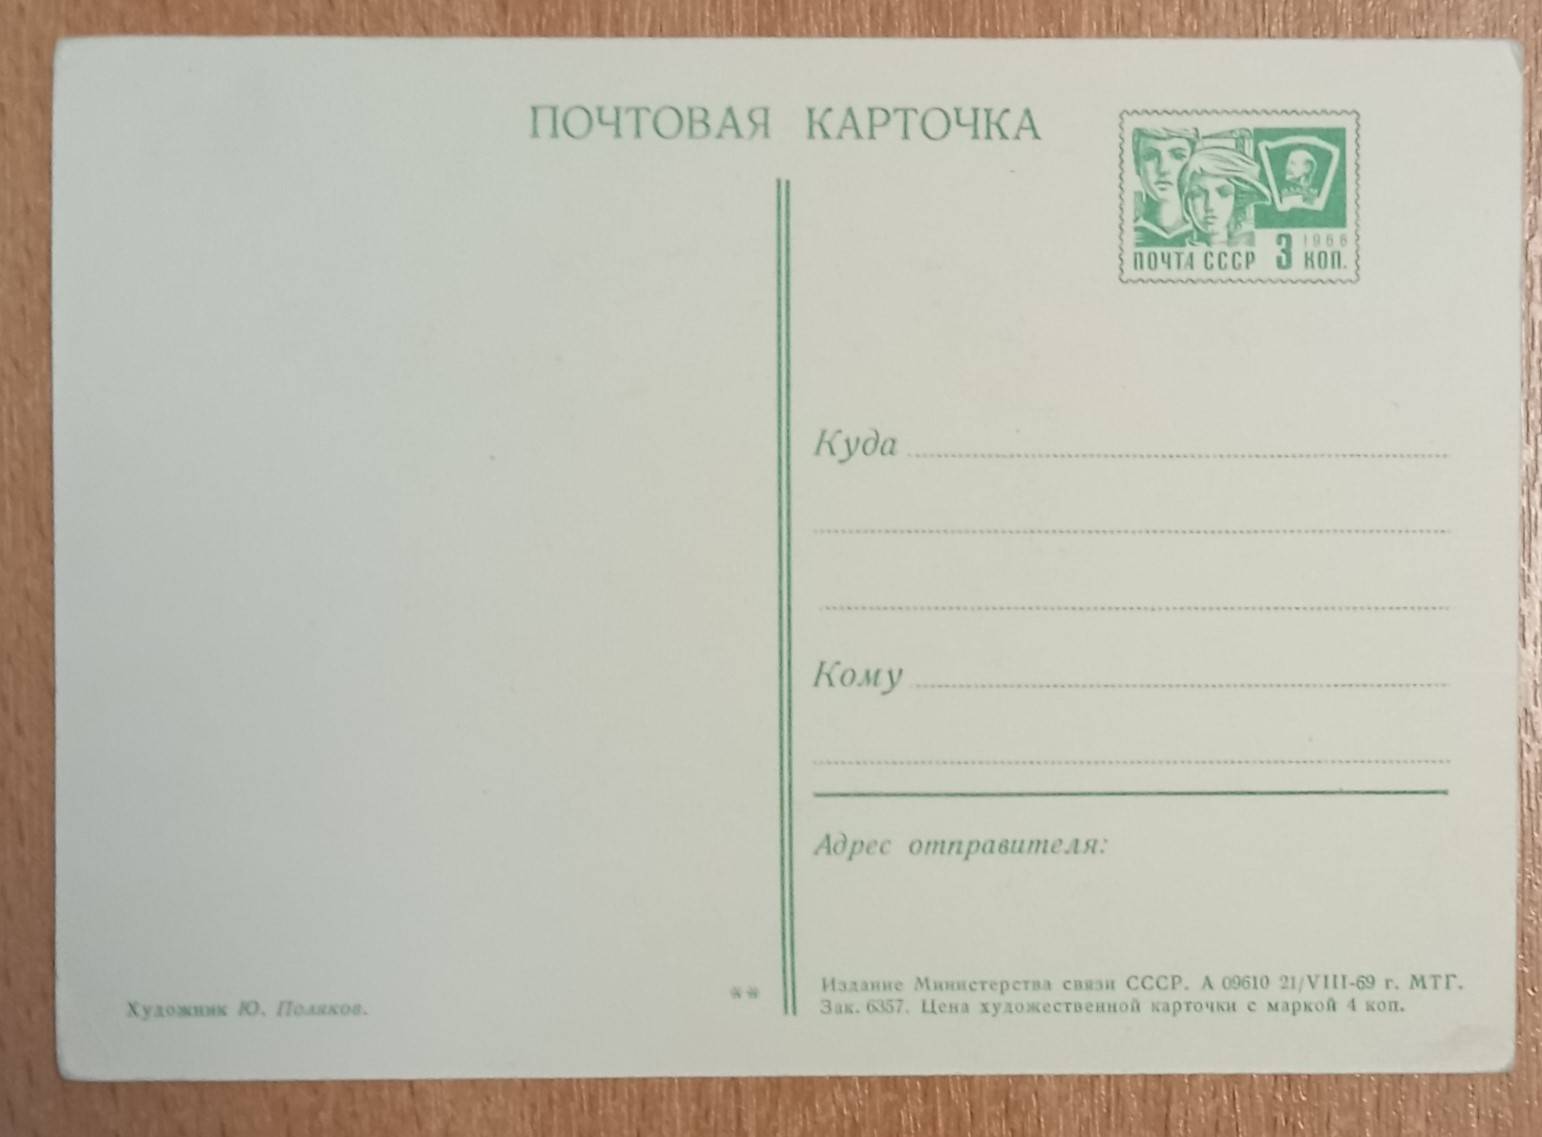 ПОЧТОВАЯ КАРТОЧКА
1966
ПОЧТА СССР 3 КОП.
Куда
Кому
Адрес отправителя:
Издание Министерства связи СССР. А 09610 21/VIII-69 г. МТГ.
Зак. 6357. Цена художественной карточки с маркой 4 коп.
**
Художник Ю. Поляков.